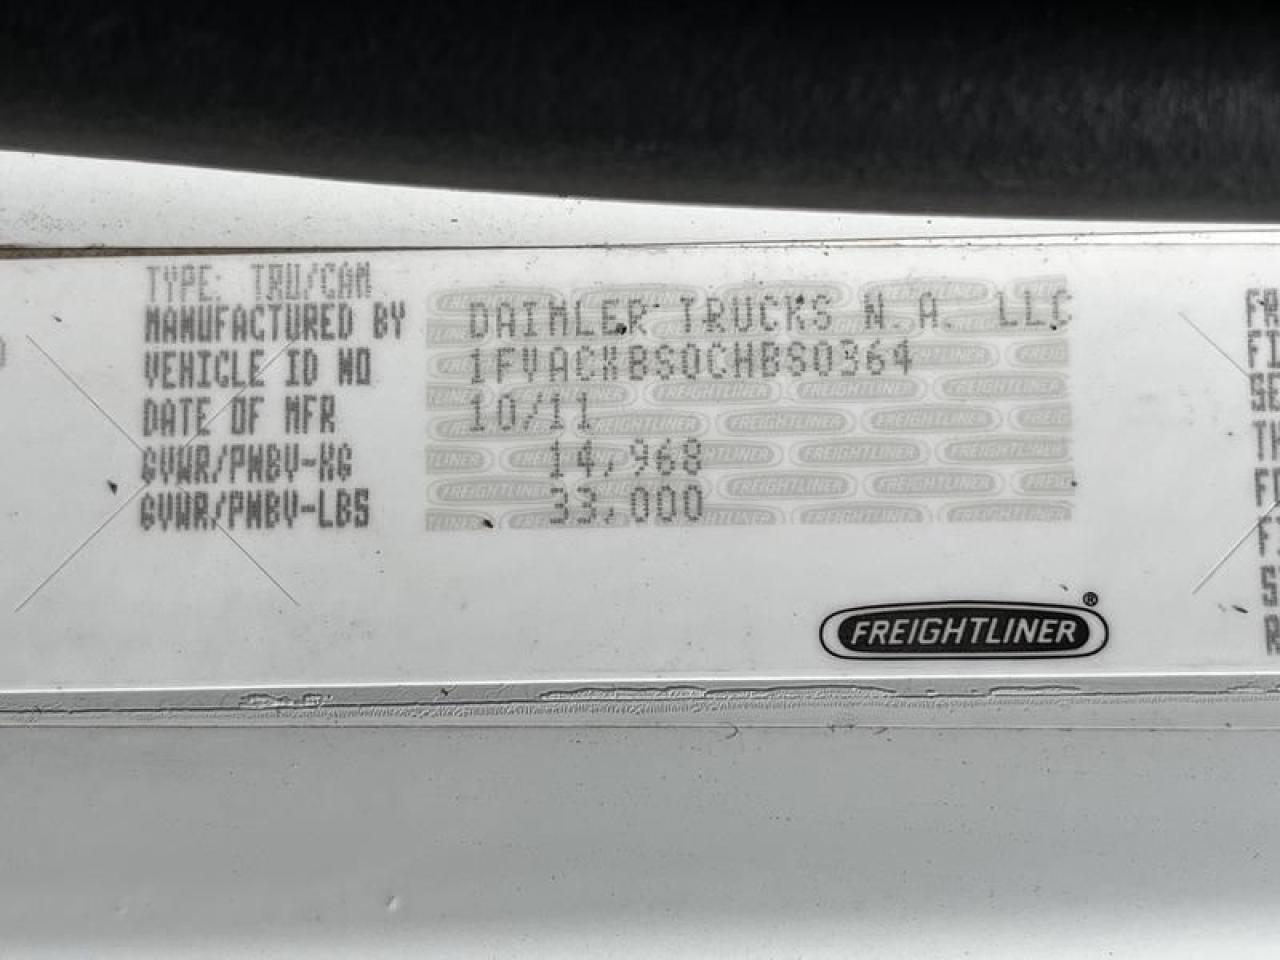 TYPE: TRU/CAM
MANUFACTURED BY DAIMLER TRUCKS N.A. LLC
VEHICLE ID NO 1FVACXBS0CHBS0364
DATE OF MFR 10/11
GVWR/PNBV-KG 14,968
GVWR/PNBV-LBS 33,000
FREIGHTLINER®